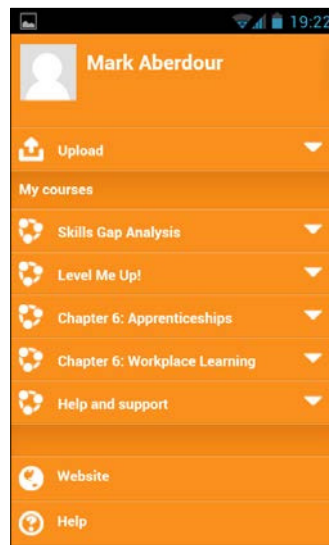 19:22
Mark Aberdour
Upload
My courses
Skills Gap Analysis
Level Me Up!
Chapter 6: Apprenticeships
Chapter 6: Workplace Learning
Help and support
Website
Help